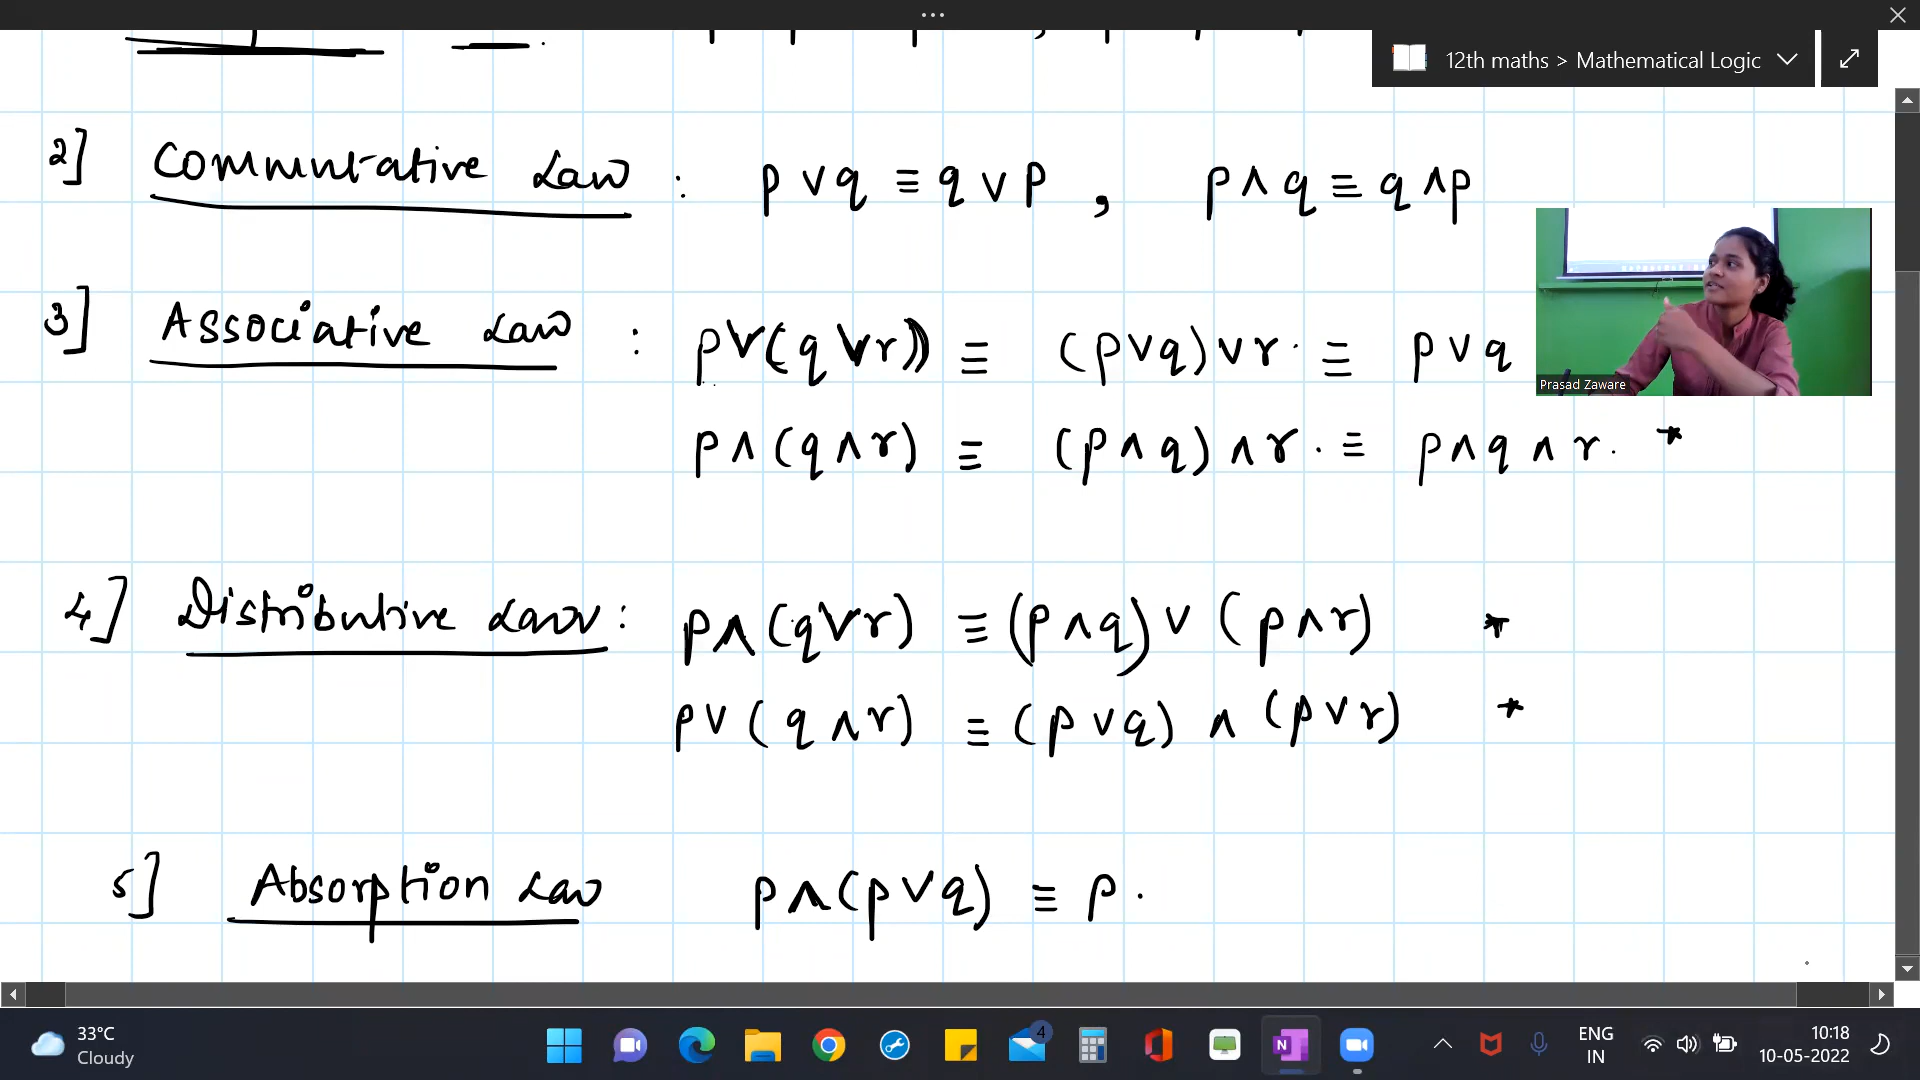 12th maths > Mathematical Logic
2] Commutative Law : p ∨ q ≡ q ∨ p , p ∧ q ≡ q ∧ p
3] Associative Law : p ∨ (q ∨ r) ≡ (p ∨ q) ∨ r. ≡ p ∨ q
Prasad Zaware
p ∧ (q ∧ r) ≡ (p ∧ q) ∧ r. ≡ p ∧ q ∧ r. *
4] Distributive Law : p ∧ (q ∨ r) ≡ (p ∧ q) ∨ (p ∧ r) *
p ∨ (q ∧ r) ≡ (p ∨ q) ∧ (p ∨ r) *
5] Absorption Law p ∧ (p ∨ q) ≡ p.
33°C
Cloudy
4
N
ENG
IN
10:18
10-05-2022